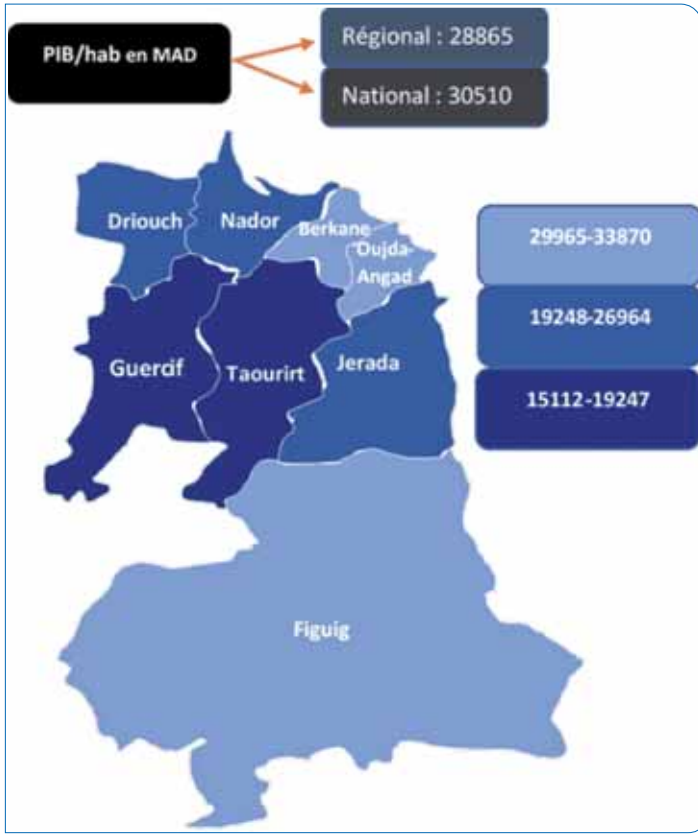 PIB/hab en MAD
Régional : 28865
National : 30510
Driouch
Nador
Berkane
Oujda-
Angad
Guercif
Taourirt
Jerada
Figuig
29965-33870
19248-26964
15112-19247